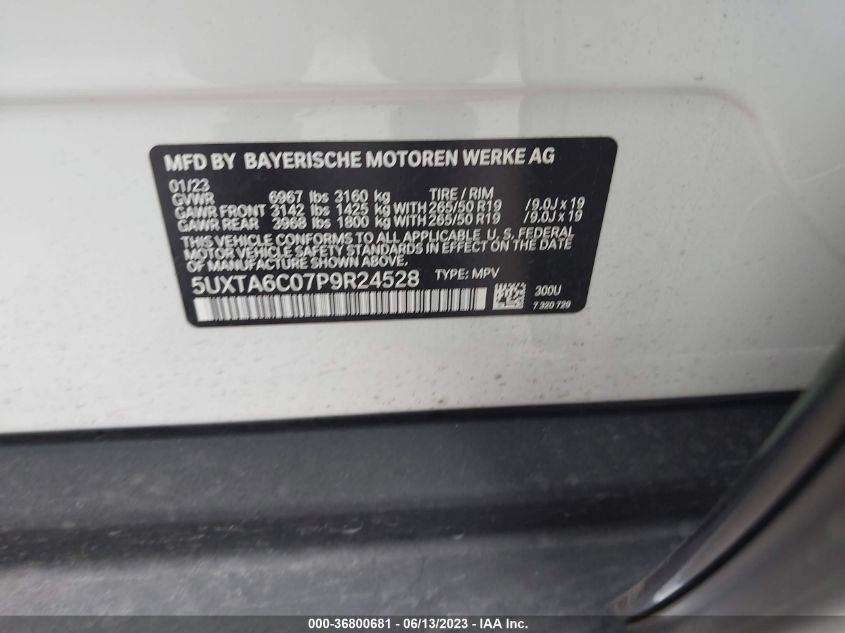 MFD BY BAYERISCHE MOTOREN WERKE AG
01/23
GVWR 6967 lbs 3160 kg TIRE / RIM
GAWR FRONT 3142 lbs 1425 kg WITH 265/50 R19 /9.0J x 19
GAWR REAR 3968 lbs 1800 kg WITH 265/50 R19 /9.0J x 19
THIS VEHICLE CONFORMS TO ALL APPLICABLE U.S. FEDERAL
MOTOR VEHICLE SAFETY STANDARDS IN EFFECT ON THE DATE
OF MANUFACTURE SHOWN ABOVE.
5UXTA6C07P9R24528 TYPE: MPV
300U
7 320 729
000-36800681 - 06/13/2023 - IAA Inc.